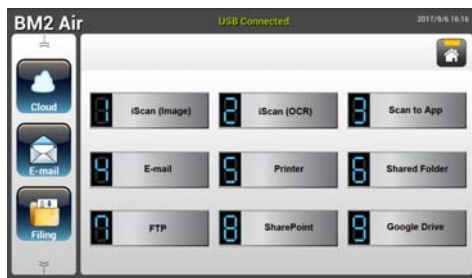 BM2 Air USB Connected 2017/9/6 16:16
Cloud
E-mail
Filing
1 iScan (Image) 2 iScan (OCR) 3 Scan to App
4 E-mail 5 Printer 6 Shared Folder
7 FTP 8 SharePoint 9 Google Drive